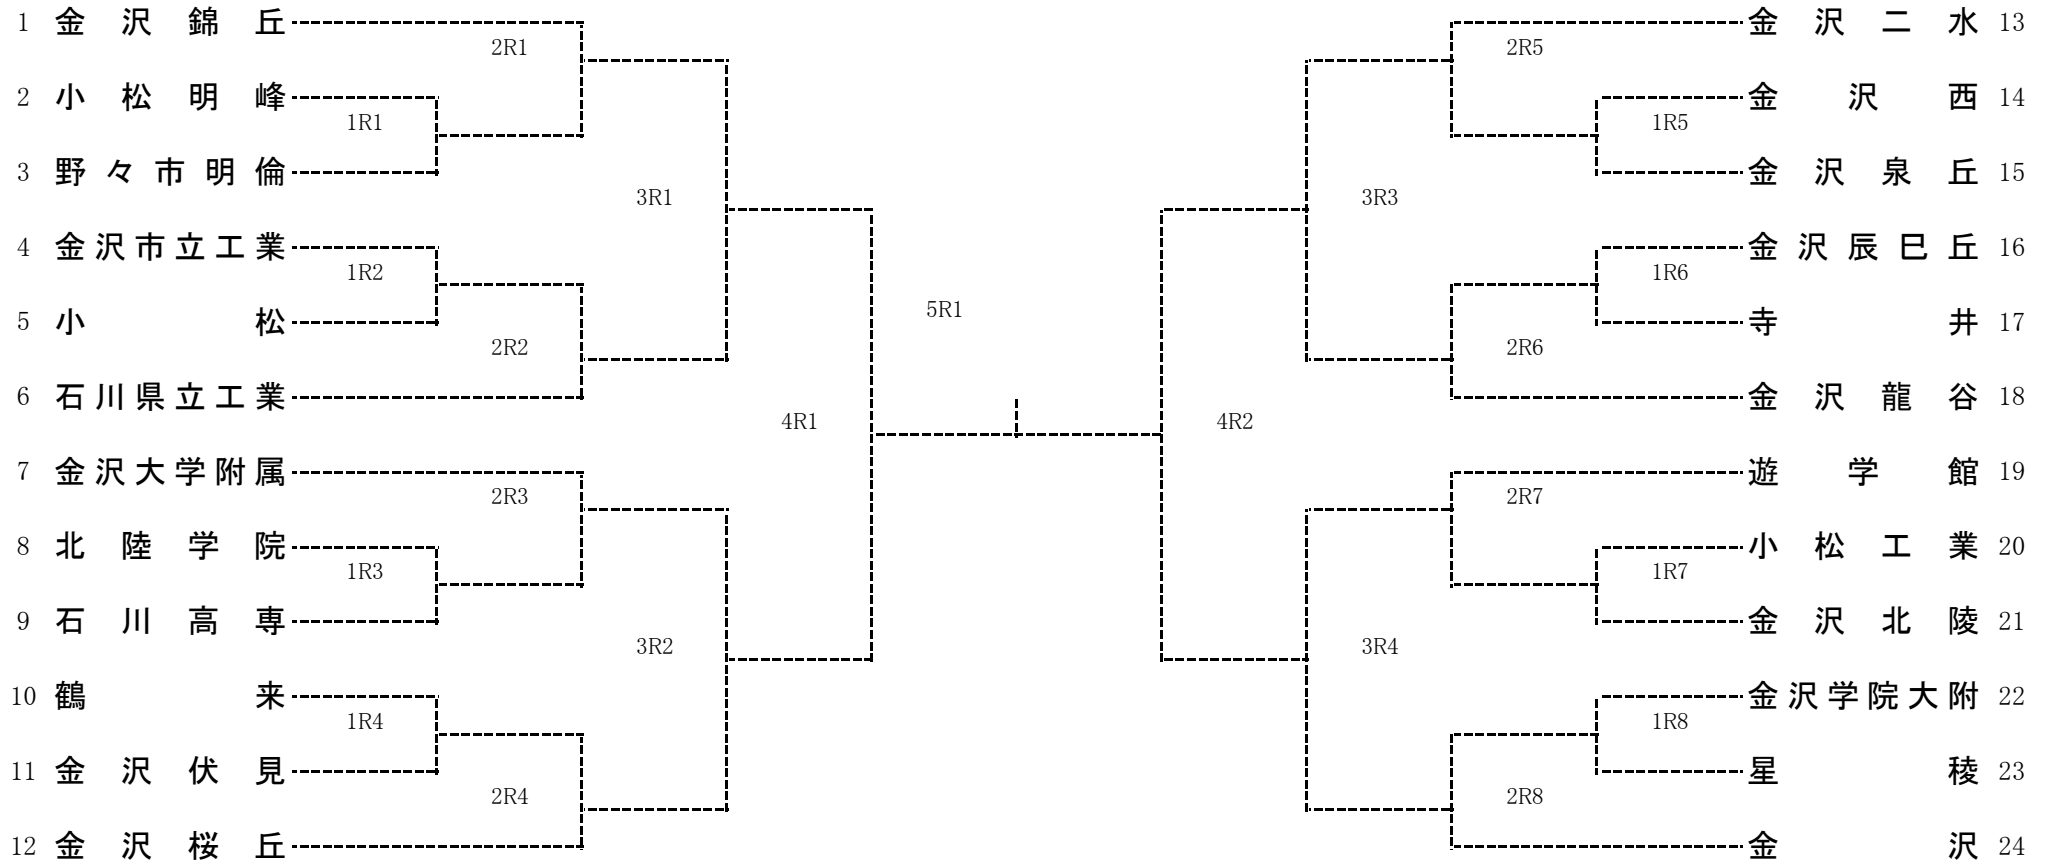 1 金沢錦丘
2R1
2 小松明峰
1R1
3 野々市明倫
3R1
4 金沢市立工業
1R2
5 小松
2R2
6 石川県立工業
4R1
7 金沢大学附属
2R3
8 北陸学院
1R3
9 石川高専
3R2
10 鶴来
1R4
11 金沢伏見
2R4
12 金沢桜丘
5R1
金沢二水 13
2R5
金沢西 14
1R5
金沢泉丘 15
3R3
金沢辰巳丘 16
1R6
寺井 17
2R6
金沢龍谷 18
4R2
遊学館 19
2R7
小松工業 20
1R7
金沢北陵 21
3R4
金沢学院大附 22
1R8
星稜 23
2R8
金沢 24